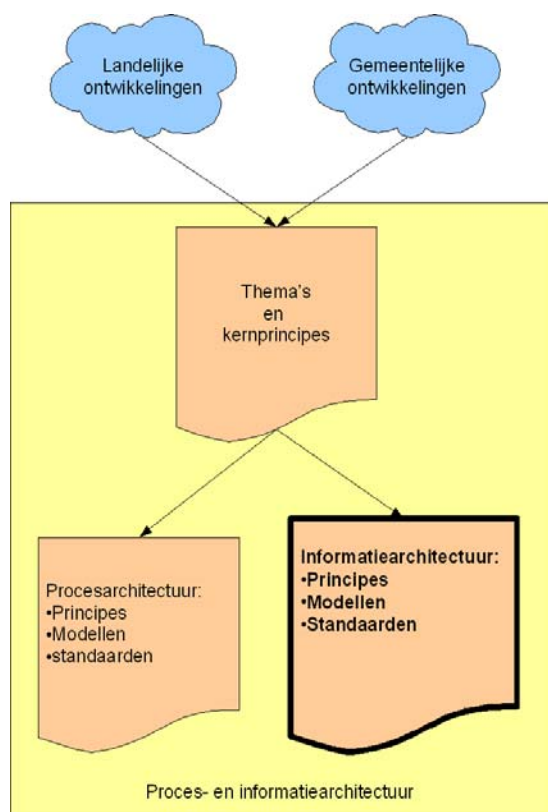 Landelijke
ontwikkelingen
Gemeentelijke
ontwikkelingen
Thema's
en
kernprincipes
Procesarchitectuur:
•Principes
•Modellen
•standaarden
Informatiearchitectuur:
•Principes
•Modellen
•Standaarden
Proces- en informatiearchitectuur